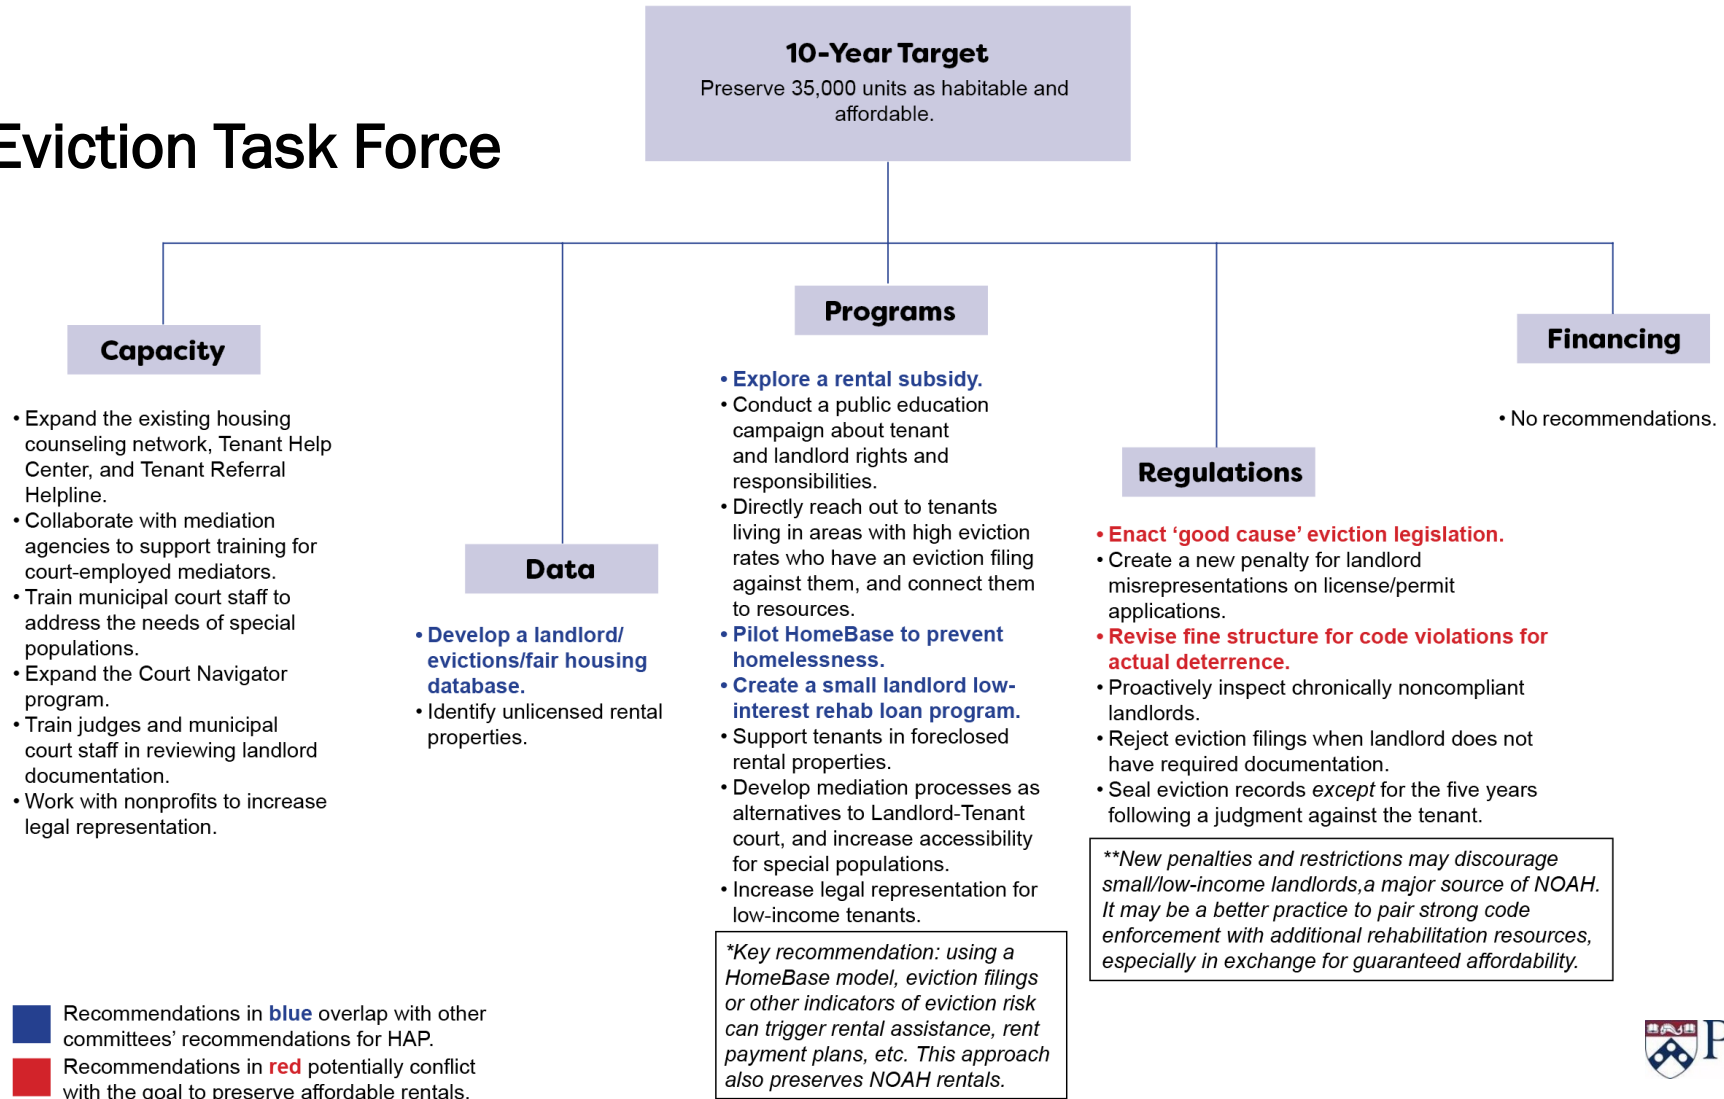 10-Year Target
Preserve 35,000 units as habitable and
affordable.
Eviction Task Force
Capacity
• Expand the existing housing
counseling network, Tenant Help
Center, and Tenant Referral
Helpline.
• Collaborate with mediation
agencies to support training for
court-employed mediators.
• Train municipal court staff to
address the needs of special
populations.
• Expand the Court Navigator
program.
• Train judges and municipal
court staff in reviewing landlord
documentation.
• Work with nonprofits to increase
legal representation.
Data
• Develop a landlord/
evictions/fair housing
database.
• Identify unlicensed rental
properties.
Programs
• Explore a rental subsidy.
• Conduct a public education
campaign about tenant
and landlord rights and
responsibilities.
• Directly reach out to tenants
living in areas with high eviction
rates who have an eviction filing
against them, and connect them
to resources.
• Pilot HomeBase to prevent
homelessness.
• Create a small landlord low-
interest rehab loan program.
• Support tenants in foreclosed
rental properties.
• Develop mediation processes as
alternatives to Landlord-Tenant
court, and increase accessibility
for special populations.
• Increase legal representation for
low-income tenants.
*Key recommendation: using a
HomeBase model, eviction filings
or other indicators of eviction risk
can trigger rental assistance, rent
payment plans, etc. This approach
also preserves NOAH rentals.
Regulations
• Enact ‘good cause’ eviction legislation.
• Create a new penalty for landlord
misrepresentations on license/permit
applications.
• Revise fine structure for code violations for
actual deterrence.
• Proactively inspect chronically noncompliant
landlords.
• Reject eviction filings when landlord does not
have required documentation.
• Seal eviction records except for the five years
following a judgment against the tenant.
**New penalties and restrictions may discourage
small/low-income landlords,a major source of NOAH.
It may be a better practice to pair strong code
enforcement with additional rehabilitation resources,
especially in exchange for guaranteed affordability.
Financing
• No recommendations.
Recommendations in blue overlap with other
committees’ recommendations for HAP.
Recommendations in red potentially conflict
with the goal to preserve affordable rentals.
P